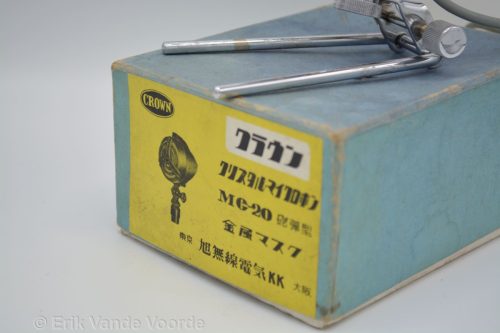 CROWN
クラウン
クリスタルマイクロホン
MC-20 砲弾型
金属マスク
東京 旭無線電気KK 大阪
© Erik Vande Voorde